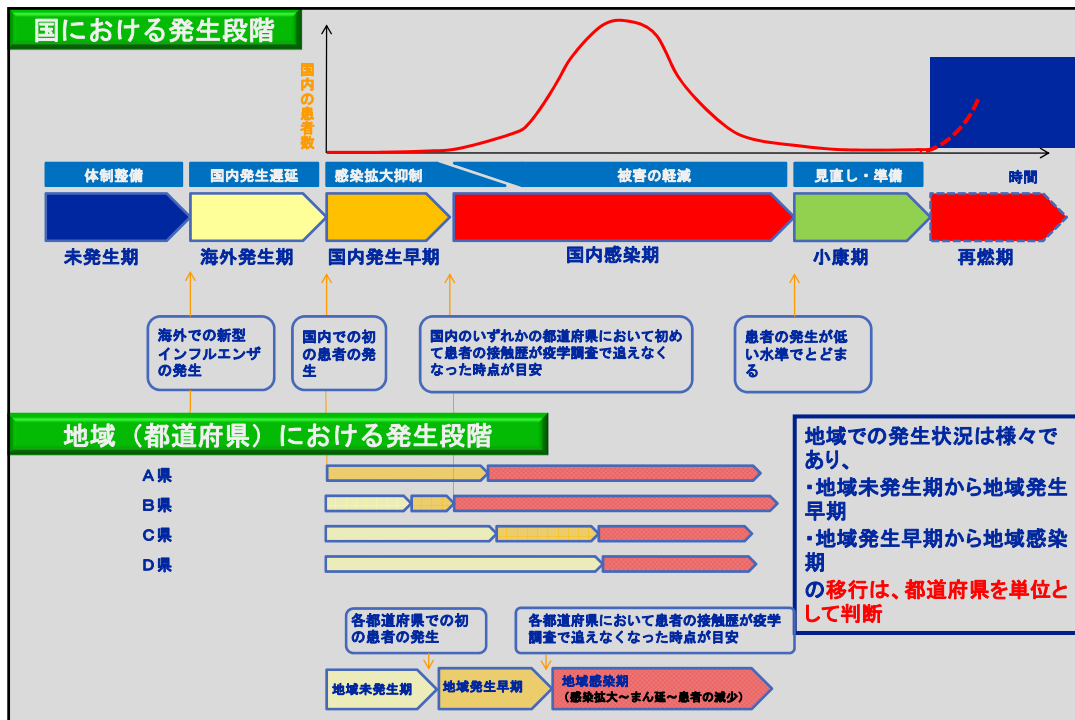 国における発生段階
国内の患者数
体制整備
国内発生遅延
感染拡大抑制
被害の軽減
見直し・準備
時間
未発生期
海外発生期
国内発生早期
国内感染期
小康期
再燃期
海外での新型
インフルエンザ
の発生
国内での初
の患者の発
生
国内のいずれかの都道府県において初め
て患者の接触歴が疫学調査で追えなく
なった時点が目安
患者の発生が低
い水準でとどま
る
地域（都道府県）における発生段階
A県
B県
C県
D県
地域での発生状況は様々で
あり、
・地域未発生期から地域発生
早期
・地域発生早期から地域感染
期
の移行は、都道府県を単位と
して判断
各都道府県での初
の患者の発生
各都道府県において患者の接触歴が疫学
調査で追えなくなった時点が目安
地域未発生期
地域発生早期
地域感染期
（感染拡大～まん延～患者の減少）